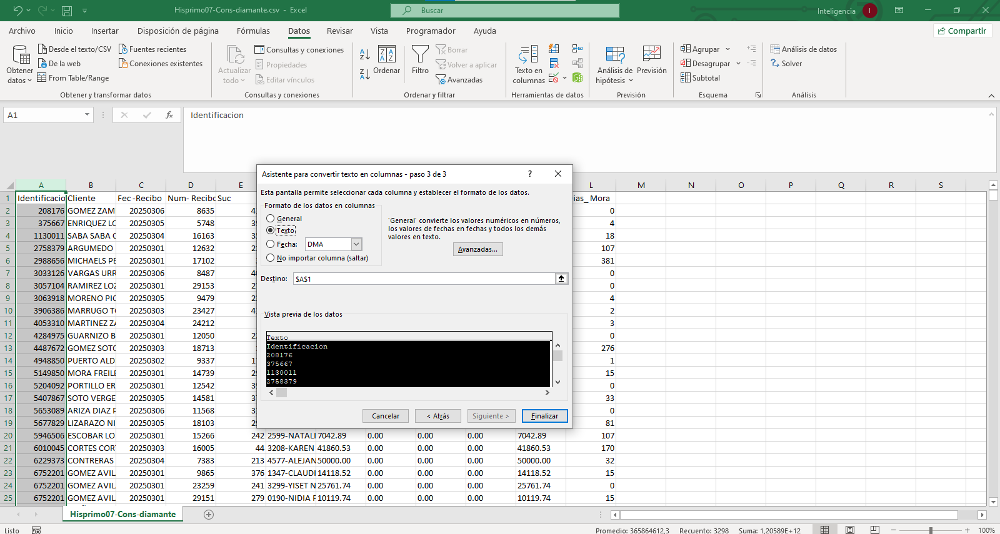 Hisprimo07-Cons-diamante.csv - Excel
Buscar
Inteligencia
I
Archivo Inicio Insertar Disposición de página Fórmulas Datos Revisar Vista Programador Ayuda
Compartir
Obtener datos
Desde el texto/CSV
De la web
From Table/Range
Fuentes recientes
Conexiones existentes
Obtener y transformar datos
Actualizar todo
Consultas y conexiones
Propiedades
Editar vínculos
Consultas y conexiones
Ordenar
Filtro
Borrar
Volver a aplicar
Avanzadas
Ordenar y filtrar
Texto en columnas
Herramientas de datos
Análisis de hipótesis
Previsión
Previsión
Agrupar
Desagrupar
Subtotal
Esquema
Análisis de datos
Solver
Análisis
A1
fx
Identificacion
Asistente para convertir texto en columnas - paso 3 de 3
?
Esta pantalla permite seleccionar cada columna y establecer el formato de los datos.
Formato de los datos en columnas
General
Texto
Fecha: DMA
No importar columna (saltar)
'General' convierte los valores numéricos en números,
los valores de fechas en fechas y todos los demás
valores en texto.
Avanzadas...
Destino: $A$1
Vista previa de los datos
Texto
Identificacion
208176
375667
1130011
2758379
Cancelar < Atrás Siguiente > Finalizar
A B C D E L M N O P Q R S
1 Identificacio Cliente Fec -Recibo Num- Recibo Suc ias_ Mora
2 208176 GOMEZ ZAM 20250306 8635 0
3 375667 ENRIQUEZ LO 20250305 5748 4
4 1130011 SABA SABA 20250304 16163 18
5 2758379 ARGUMEDO 20250301 12632 107
6 2988656 MICHAELS PE 20250301 17102 381
7 3033126 VARGAS URR 20250306 8487 0
8 3057104 RAMIREZ LOZ 20250301 29153 0
9 3063918 MORENO PIC 20250305 9479 4
10 3906386 MARRUGO TO 20250303 23427 2
11 4053310 MARTINEZ ZA 20250304 24212 3
12 4284975 GUARNIZO B 20250301 12050 0
13 4487672 GOMEZ SOTO 20250303 18713 276
14 4948850 PUERTO ALD 20250302 9337 1
15 5149850 MORA FREILE 20250301 14739 15
16 5204092 PORTILLO ER 20250301 12542 0
17 5407867 SOTO VERGE 20250305 14581 33
18 5653089 ARIZA DIAZ P 20250306 11568 0
19 5677829 LIZARAZO NI 20250305 18103 81
20 5946506 ESCOBAR LO 20250301 15266 242 2599-NATALI 7042.89 0.00 0.00 0.00 7042.89 107
21 6010045 CORTES CORT 20250303 16005 44 3208-KAREN 41860.53 0.00 0.00 0.00 41860.53 170
22 6229373 CONTRERAS 20250304 7383 213 4577-ALEJAN 50000.00 0.00 0.00 0.00 50000.00 32
23 6752201 GOMEZ AVIL 20250301 9865 376 1347-CLAUDI 14118.52 0.00 0.00 0.00 14118.52 15
24 6752201 GOMEZ AVIL 20250301 23259 241 3299-YISET N 25761.74 0.00 0.00 0.00 25761.74 0
25 6752201 GOMEZ AVIL 20250301 29151 279 0190-NIDIA P 10119.74 0.00 0.00 0.00 10119.74 15
Hisprimo07-Cons-diamante
Listo
Promedio: 365864612,3 Recuento: 3298 Suma: 1,20589E+12
100%